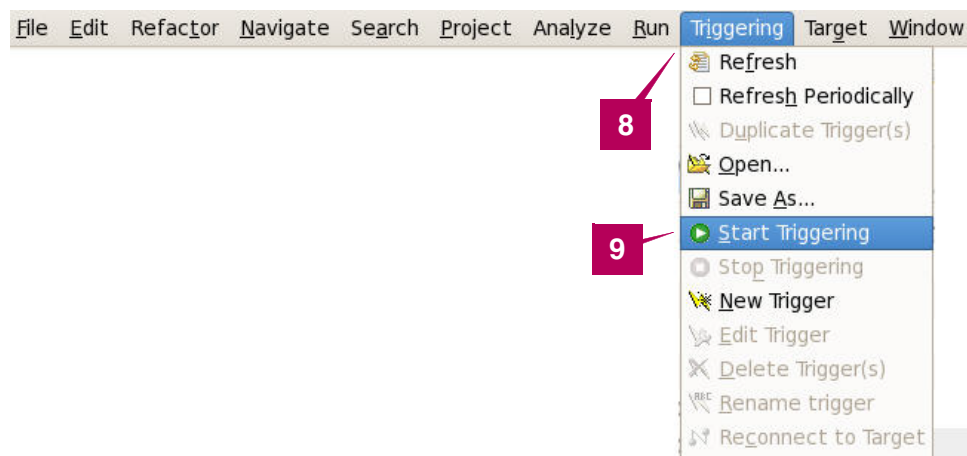 File Edit Refactor Navigate Search Project Analyze Run Triggering Target Window
Refresh
Refresh Periodically
8
Duplicate Trigger(s)
Open...
Save As...
Start Triggering
9
Stop Triggering
New Trigger
Edit Trigger
Delete Trigger(s)
ABC Rename trigger
Reconnect to Target